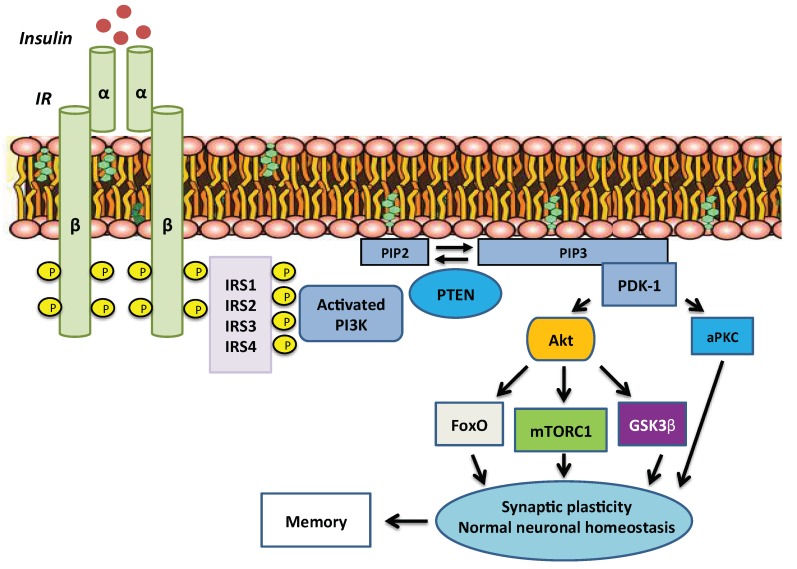 Insulin
IR
α α
β β
PIP2 PIP3
PTEN
PDK-1
P P P P P
P P P P P
P
P
IRS1
IRS2
IRS3
IRS4
Activated
PI3K
Akt
aPKC
FoxO
mTORC1
GSK3β
Synaptic plasticity
Normal neuronal homeostasis
Memory